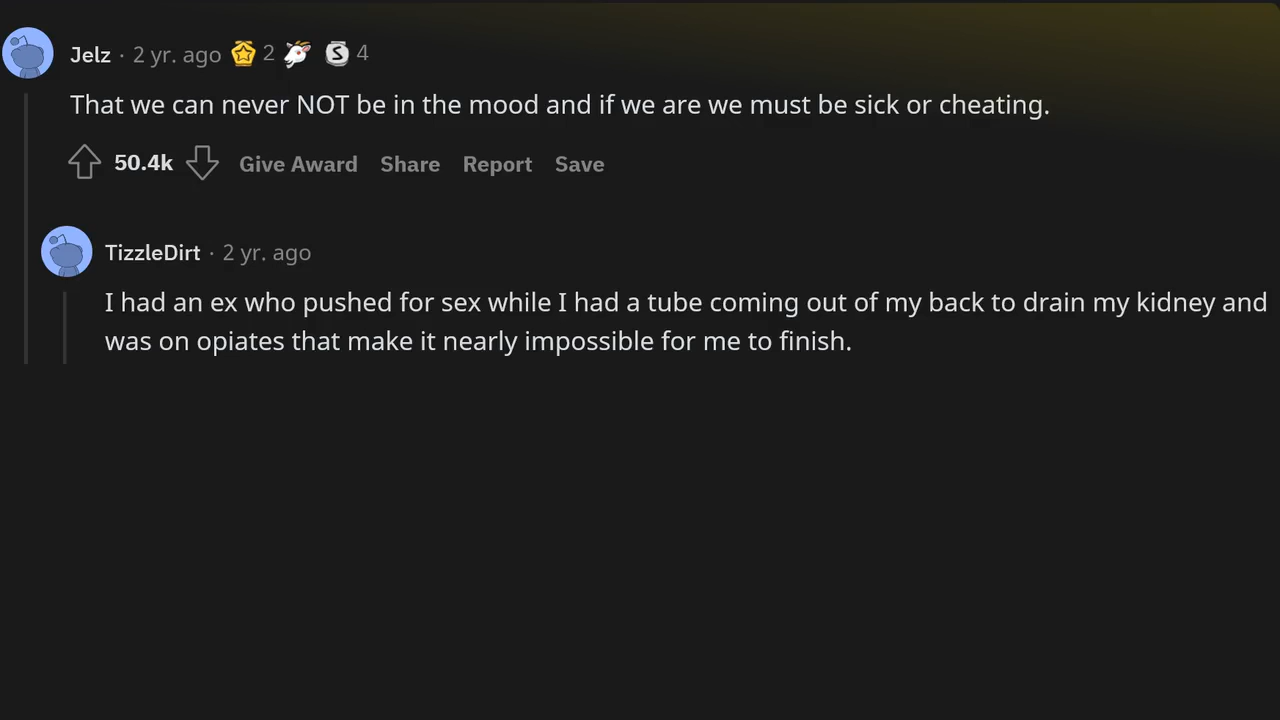 Jelz · 2 yr. ago 2 4
That we can never NOT be in the mood and if we are we must be sick or cheating.
50.4k Give Award Share Report Save
TizzleDirt · 2 yr. ago
I had an ex who pushed for sex while I had a tube coming out of my back to drain my kidney and
was on opiates that make it nearly impossible for me to finish.